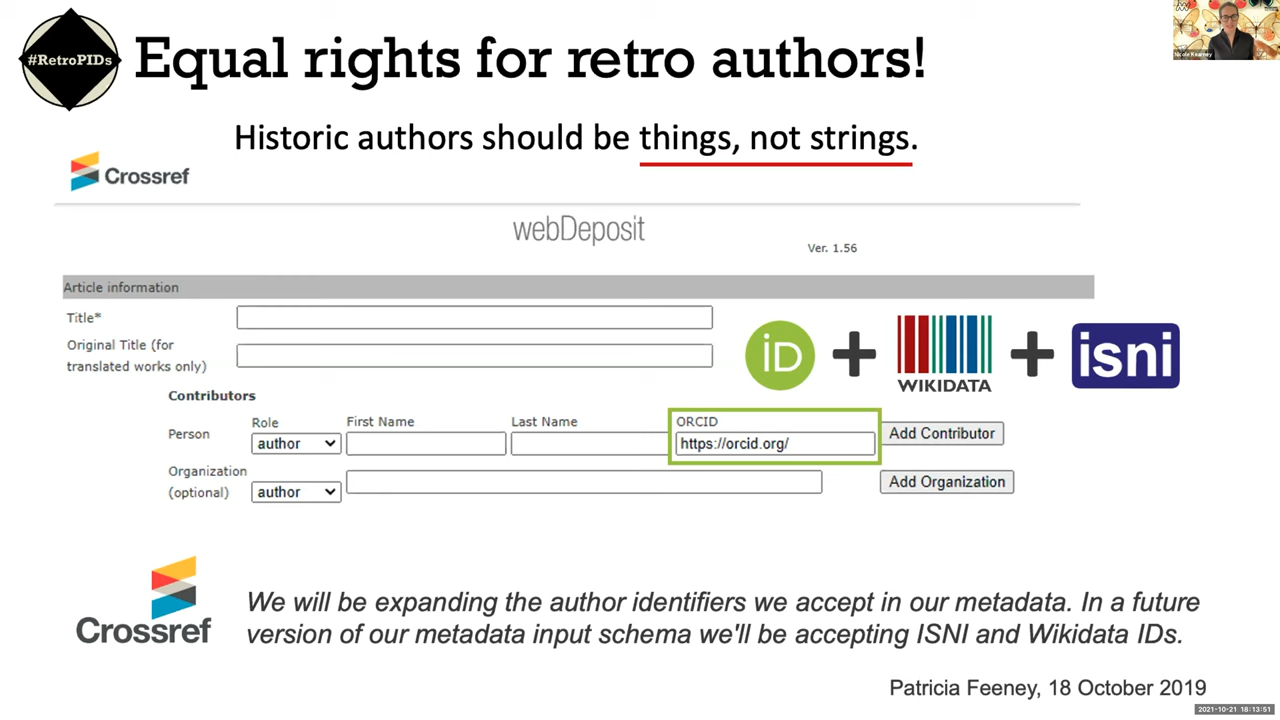 #RetroPIDs
Equal rights for retro authors!
Nicole Kearney
Historic authors should be things, not strings.
Crossref
webDeposit
Ver. 1.56
Article information
Title*
Original Title (for
translated works only)
iD
WIKIDATA
isni
Contributors
Role First Name Last Name ORCID
Person author https://orcid.org/ Add Contributor
Organization
(optional) author Add Organization
Crossref
We will be expanding the author identifiers we accept in our metadata. In a future
version of our metadata input schema we'll be accepting ISNI and Wikidata IDs.
Patricia Feeney, 18 October 2019
2021-10-21 18:13:51